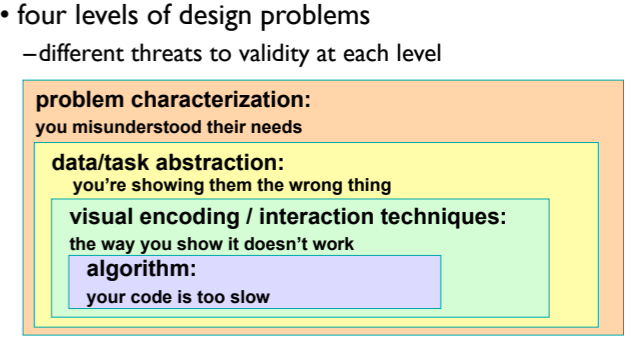 • four levels of design problems
–different threats to validity at each level
problem characterization:
you misunderstood their needs
data/task abstraction:
you're showing them the wrong thing
visual encoding / interaction techniques:
the way you show it doesn't work
algorithm:
your code is too slow